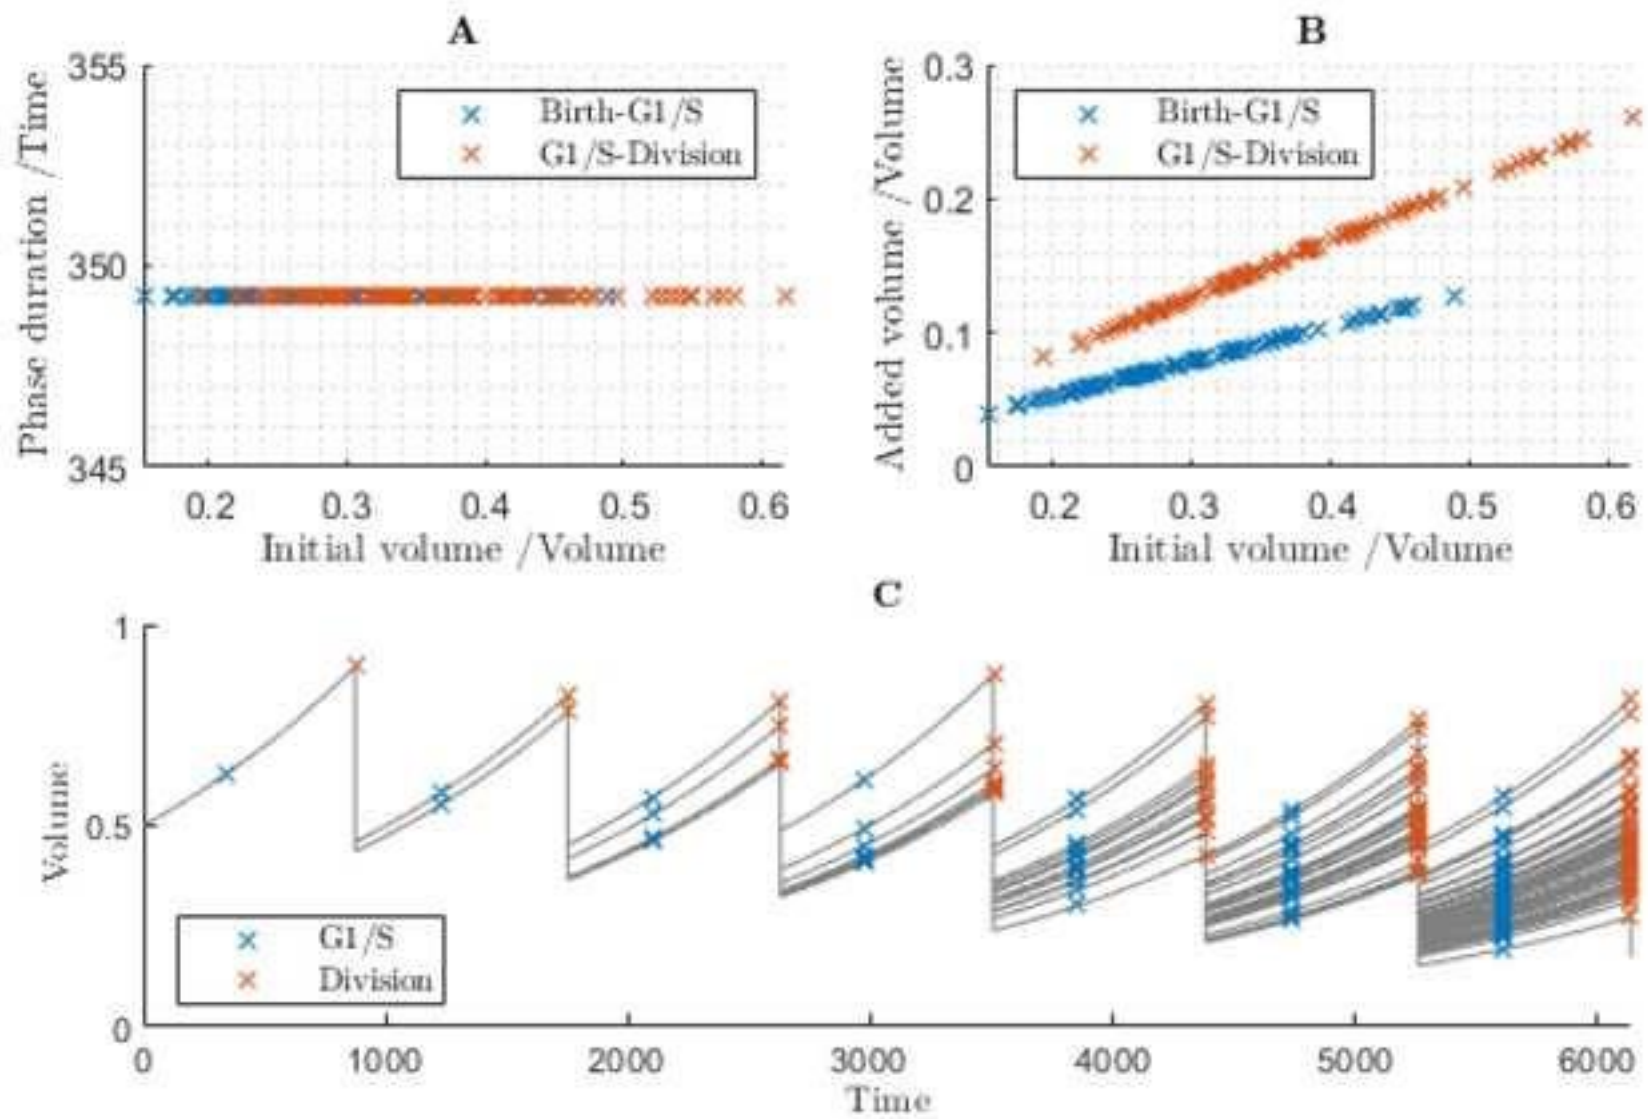 A
355
350
345
Phase duration /Time
Birth-G1/S
G1/S-Division
0.2 0.3 0.4 0.5 0.6
Initial volume /Volume
B
0.3
0.2
0.1
0
Added volume /Volume
Birth-G1/S
G1/S-Division
0.2 0.3 0.4 0.5 0.6
Initial volume /Volume
C
1
0.5
0
Volume
G1/S
Division
0 1000 2000 3000 4000 5000 6000
Time